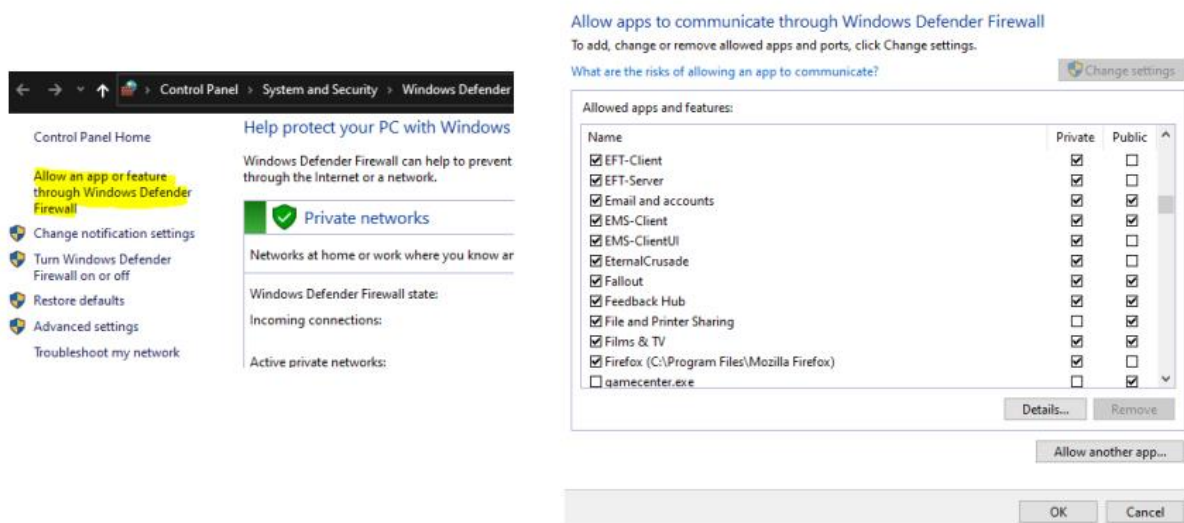 Control Panel > System and Security > Windows Defender
Control Panel Home
Allow an app or feature
through Windows Defender
Firewall
Change notification settings
Turn Windows Defender
Firewall on or off
Restore defaults
Advanced settings
Troubleshoot my network
Help protect your PC with Windows
Windows Defender Firewall can help to prevent
through the Internet or a network.
Private networks
Networks at home or work where you know ar
Windows Defender Firewall state:
Incoming connections:
Active private networks:
Allow apps to communicate through Windows Defender Firewall
To add, change or remove allowed apps and ports, click Change settings.
What are the risks of allowing an app to communicate?
Change settings
Allowed apps and features:
Name Private Public
EFT-Client
EFT-Server
Email and accounts
EMS-Client
EMS-ClientUI
EternalCrusade
Fallout
Feedback Hub
File and Printer Sharing
Films & TV
Firefox (C:\Program Files\Mozilla Firefox)
gamecenter.exe
Details... Remove
Allow another app...
OK Cancel